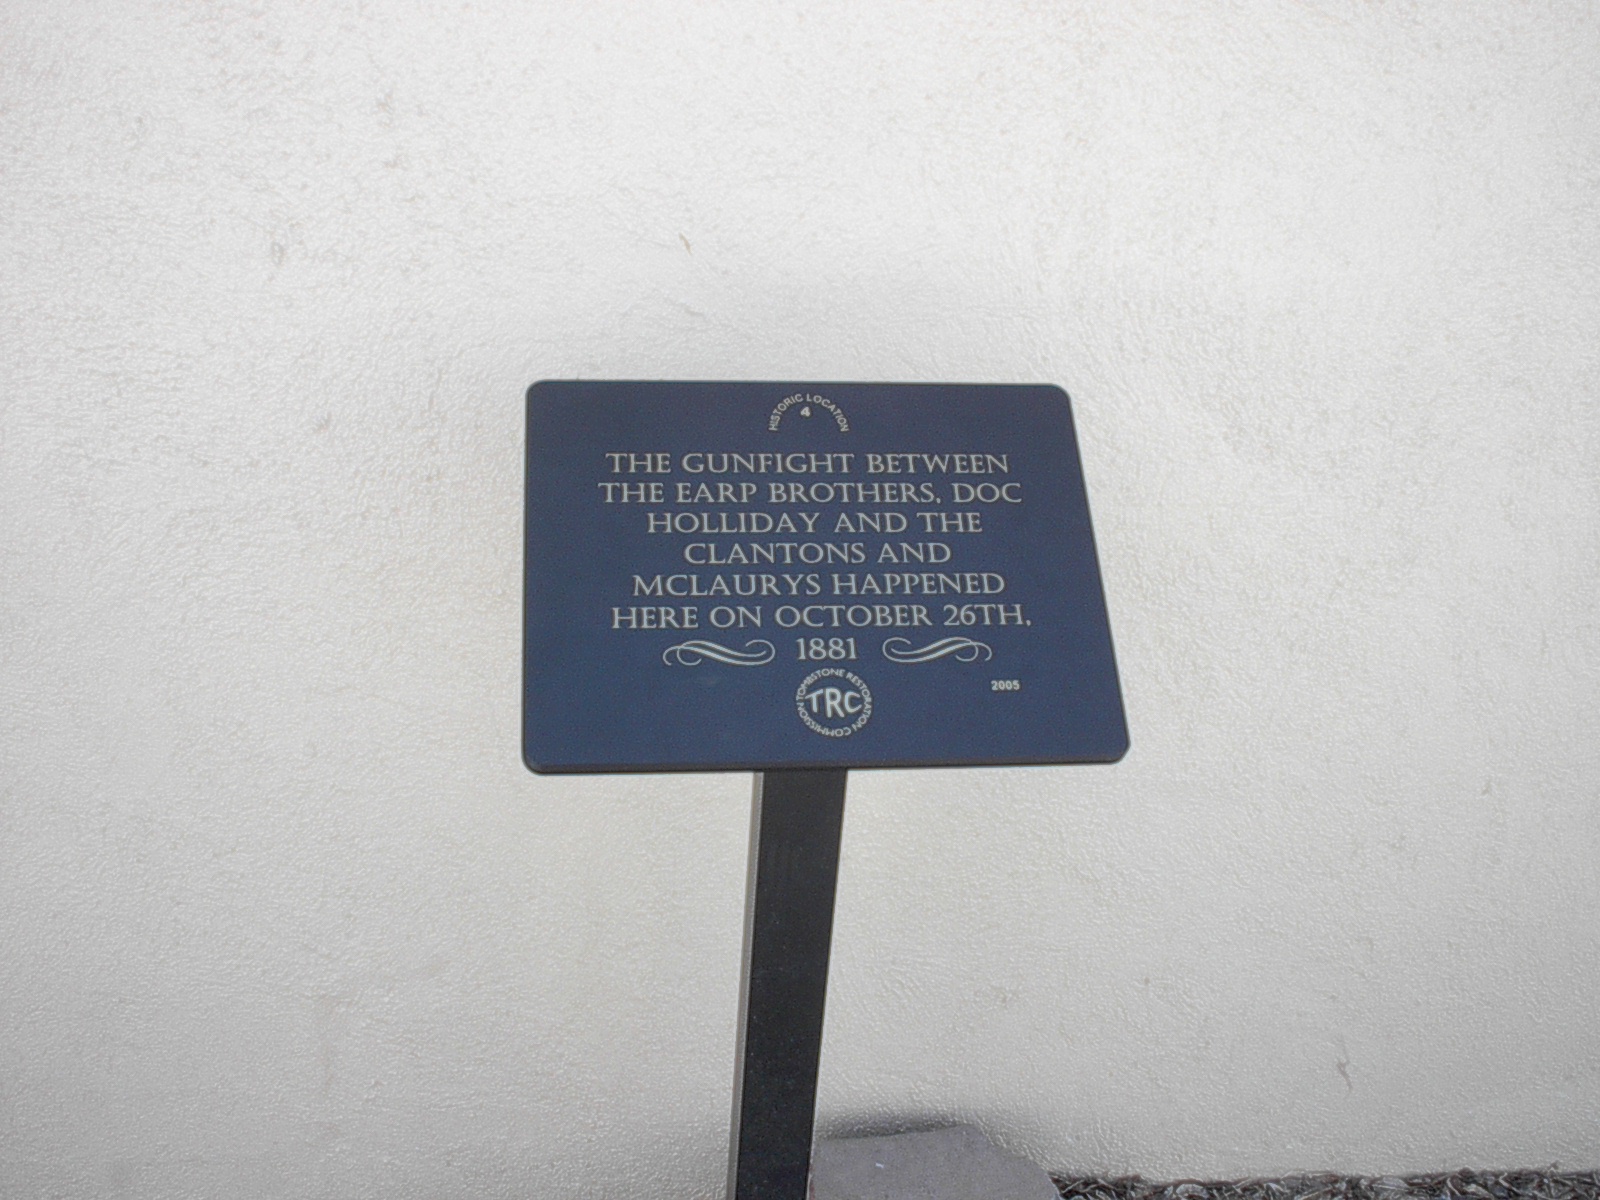 HISTORIC LOCATION
4
THE GUNFIGHT BETWEEN
THE EARP BROTHERS, DOC
HOLLIDAY AND THE
CLANTONS AND
MCLAURYS HAPPENED
HERE ON OCTOBER 26TH,
1881
2005
TOMBSTONE RESTORATION COMMISSION
TRC